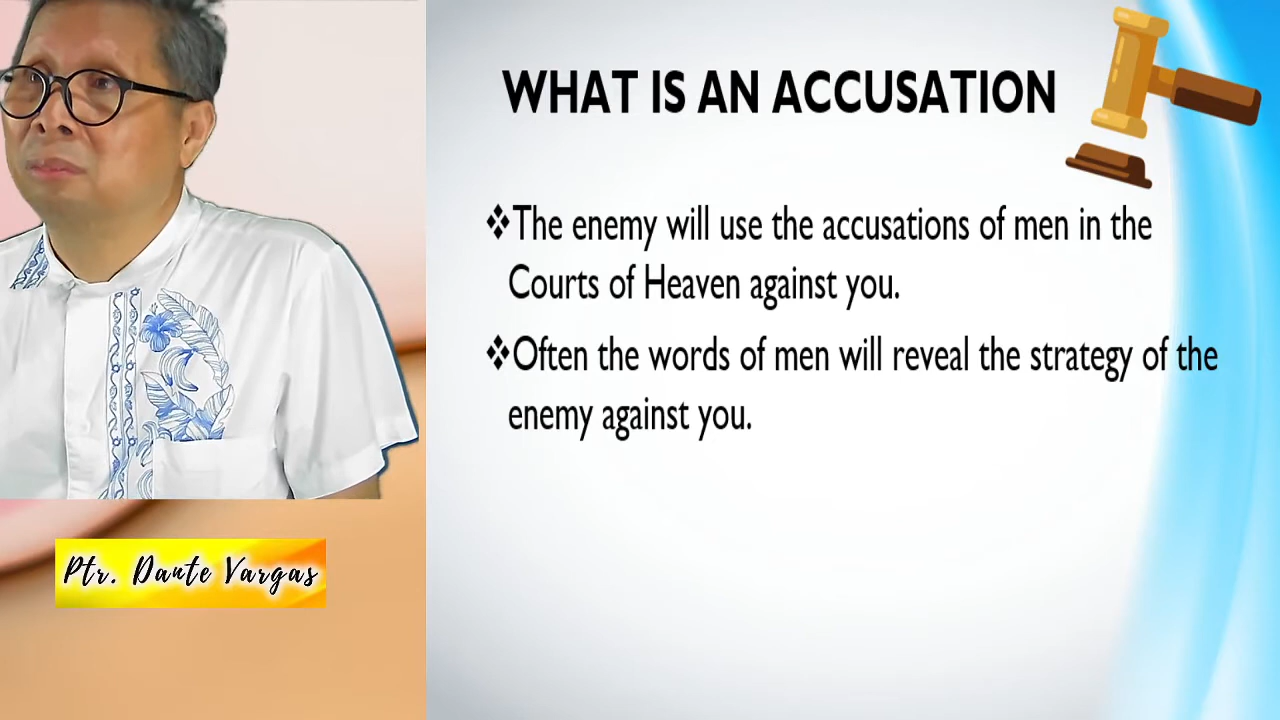 WHAT IS AN ACCUSATION
❖The enemy will use the accusations of men in the
Courts of Heaven against you.
❖Often the words of men will reveal the strategy of the
enemy against you.
Ptr. Dante Vargas